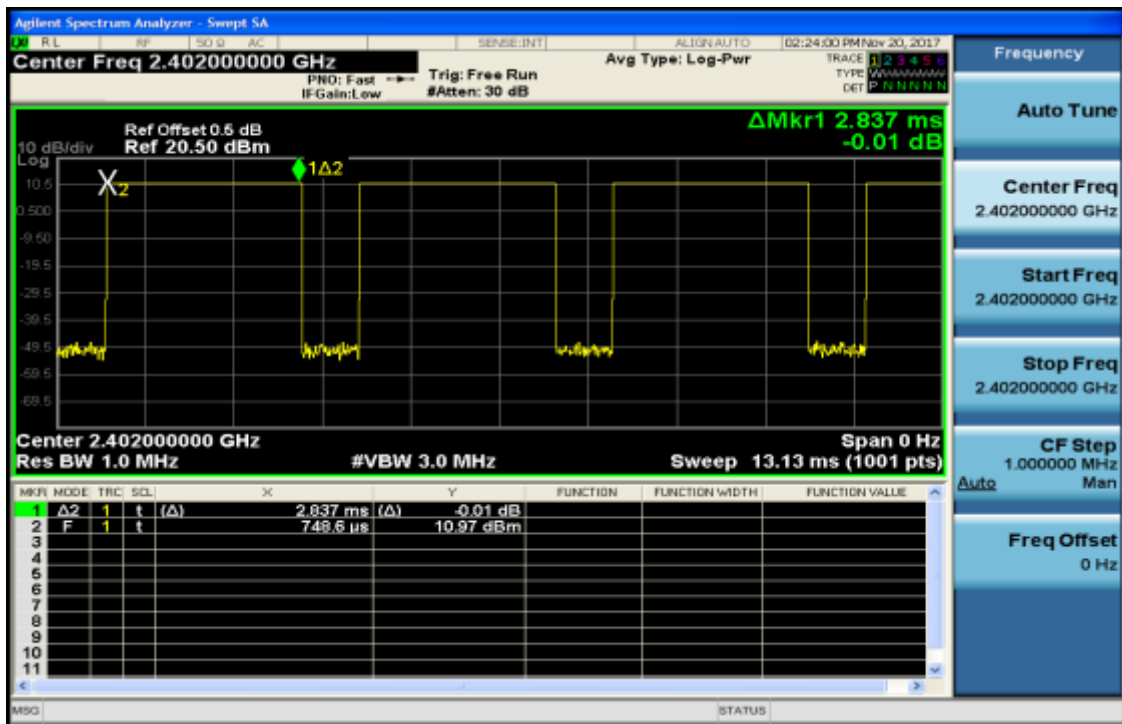 Agilent Spectrum Analyzer - Swept SA
RL RF 50 Ω AC SENSE:INT ALIGN AUTO 02:24:00 PM Nov 20, 2017
Center Freq 2.402000000 GHz
PNO: Fast
IFGain:Low
Trig: Free Run
#Atten: 30 dB
Avg Type: Log-Pwr
TRACE 1 2 3 4 5 6
TYPE
DET P N N N N N
ΔMkr1 2.837 ms
-0.01 dB
Ref Offset 0.5 dB
10 dB/div Ref 20.50 dBm
Log
10.5
0.500
-9.50
-19.5
-29.5
-39.5
-49.5
-59.5
-69.5
X2
1Δ2
Center 2.402000000 GHz Span 0 Hz
Res BW 1.0 MHz #VBW 3.0 MHz Sweep 13.13 ms (1001 pts)
MKR MODE TRC SCL X Y FUNCTION FUNCTION WIDTH FUNCTION VALUE
1 Δ2 1 t (Δ) 2.837 ms (Δ) -0.01 dB
2 F 1 t 748.6 µs 10.97 dBm
3
4
5
6
7
8
9
10
11
MSG STATUS
Frequency
Auto Tune
Center Freq
2.402000000 GHz
Start Freq
2.402000000 GHz
Stop Freq
2.402000000 GHz
CF Step
1.000000 MHz
Auto Man
Freq Offset
0 Hz